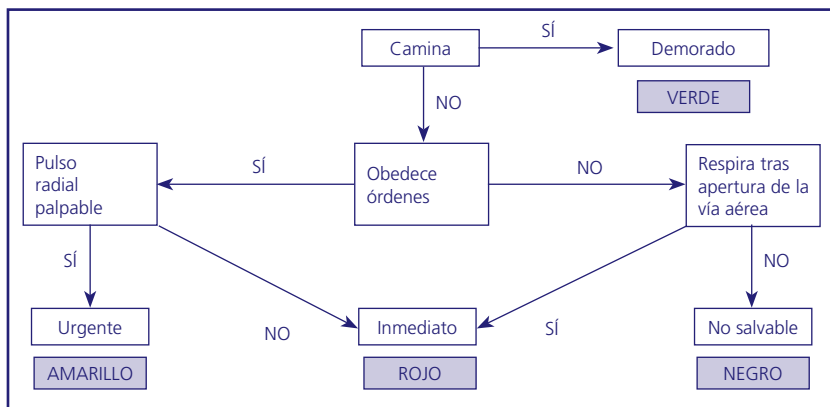 Camina
SÍ
Demorado
VERDE
NO
Pulso
radial
palpable
SÍ
Obedece
órdenes
NO
Respira tras
apertura de la
vía aérea
SÍ
NO
Urgente
NO
Inmediato
SÍ
No salvable
AMARILLO
ROJO
NEGRO